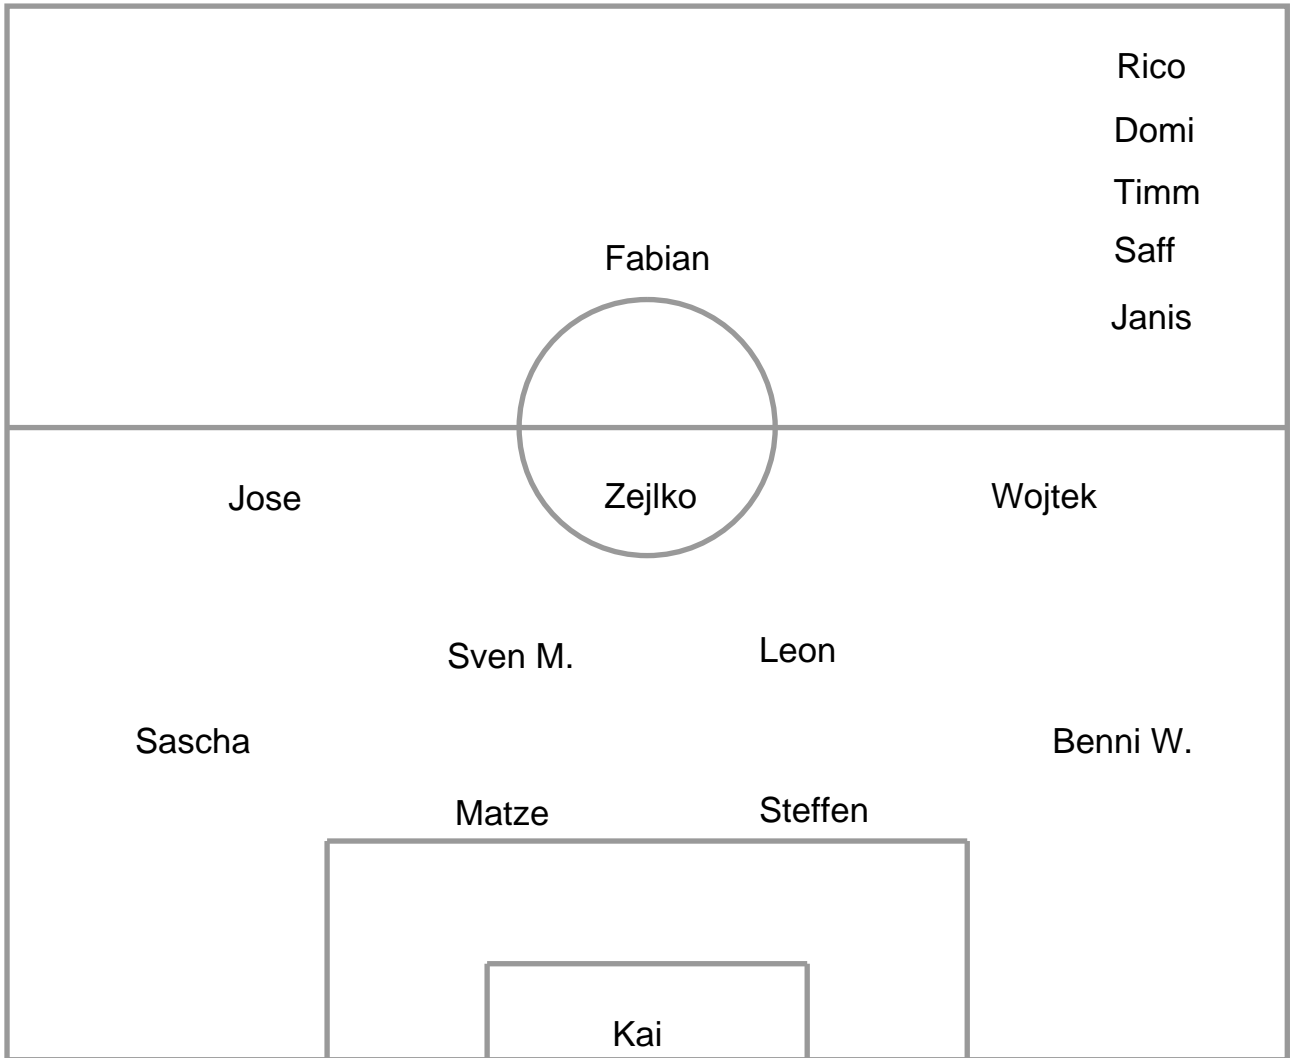 Rico
Domi
Timm
Saff
Fabian
Janis
Jose
Zejlko
Wojtek
Sven M.
Leon
Sascha
Benni W.
Matze
Steffen
Kai